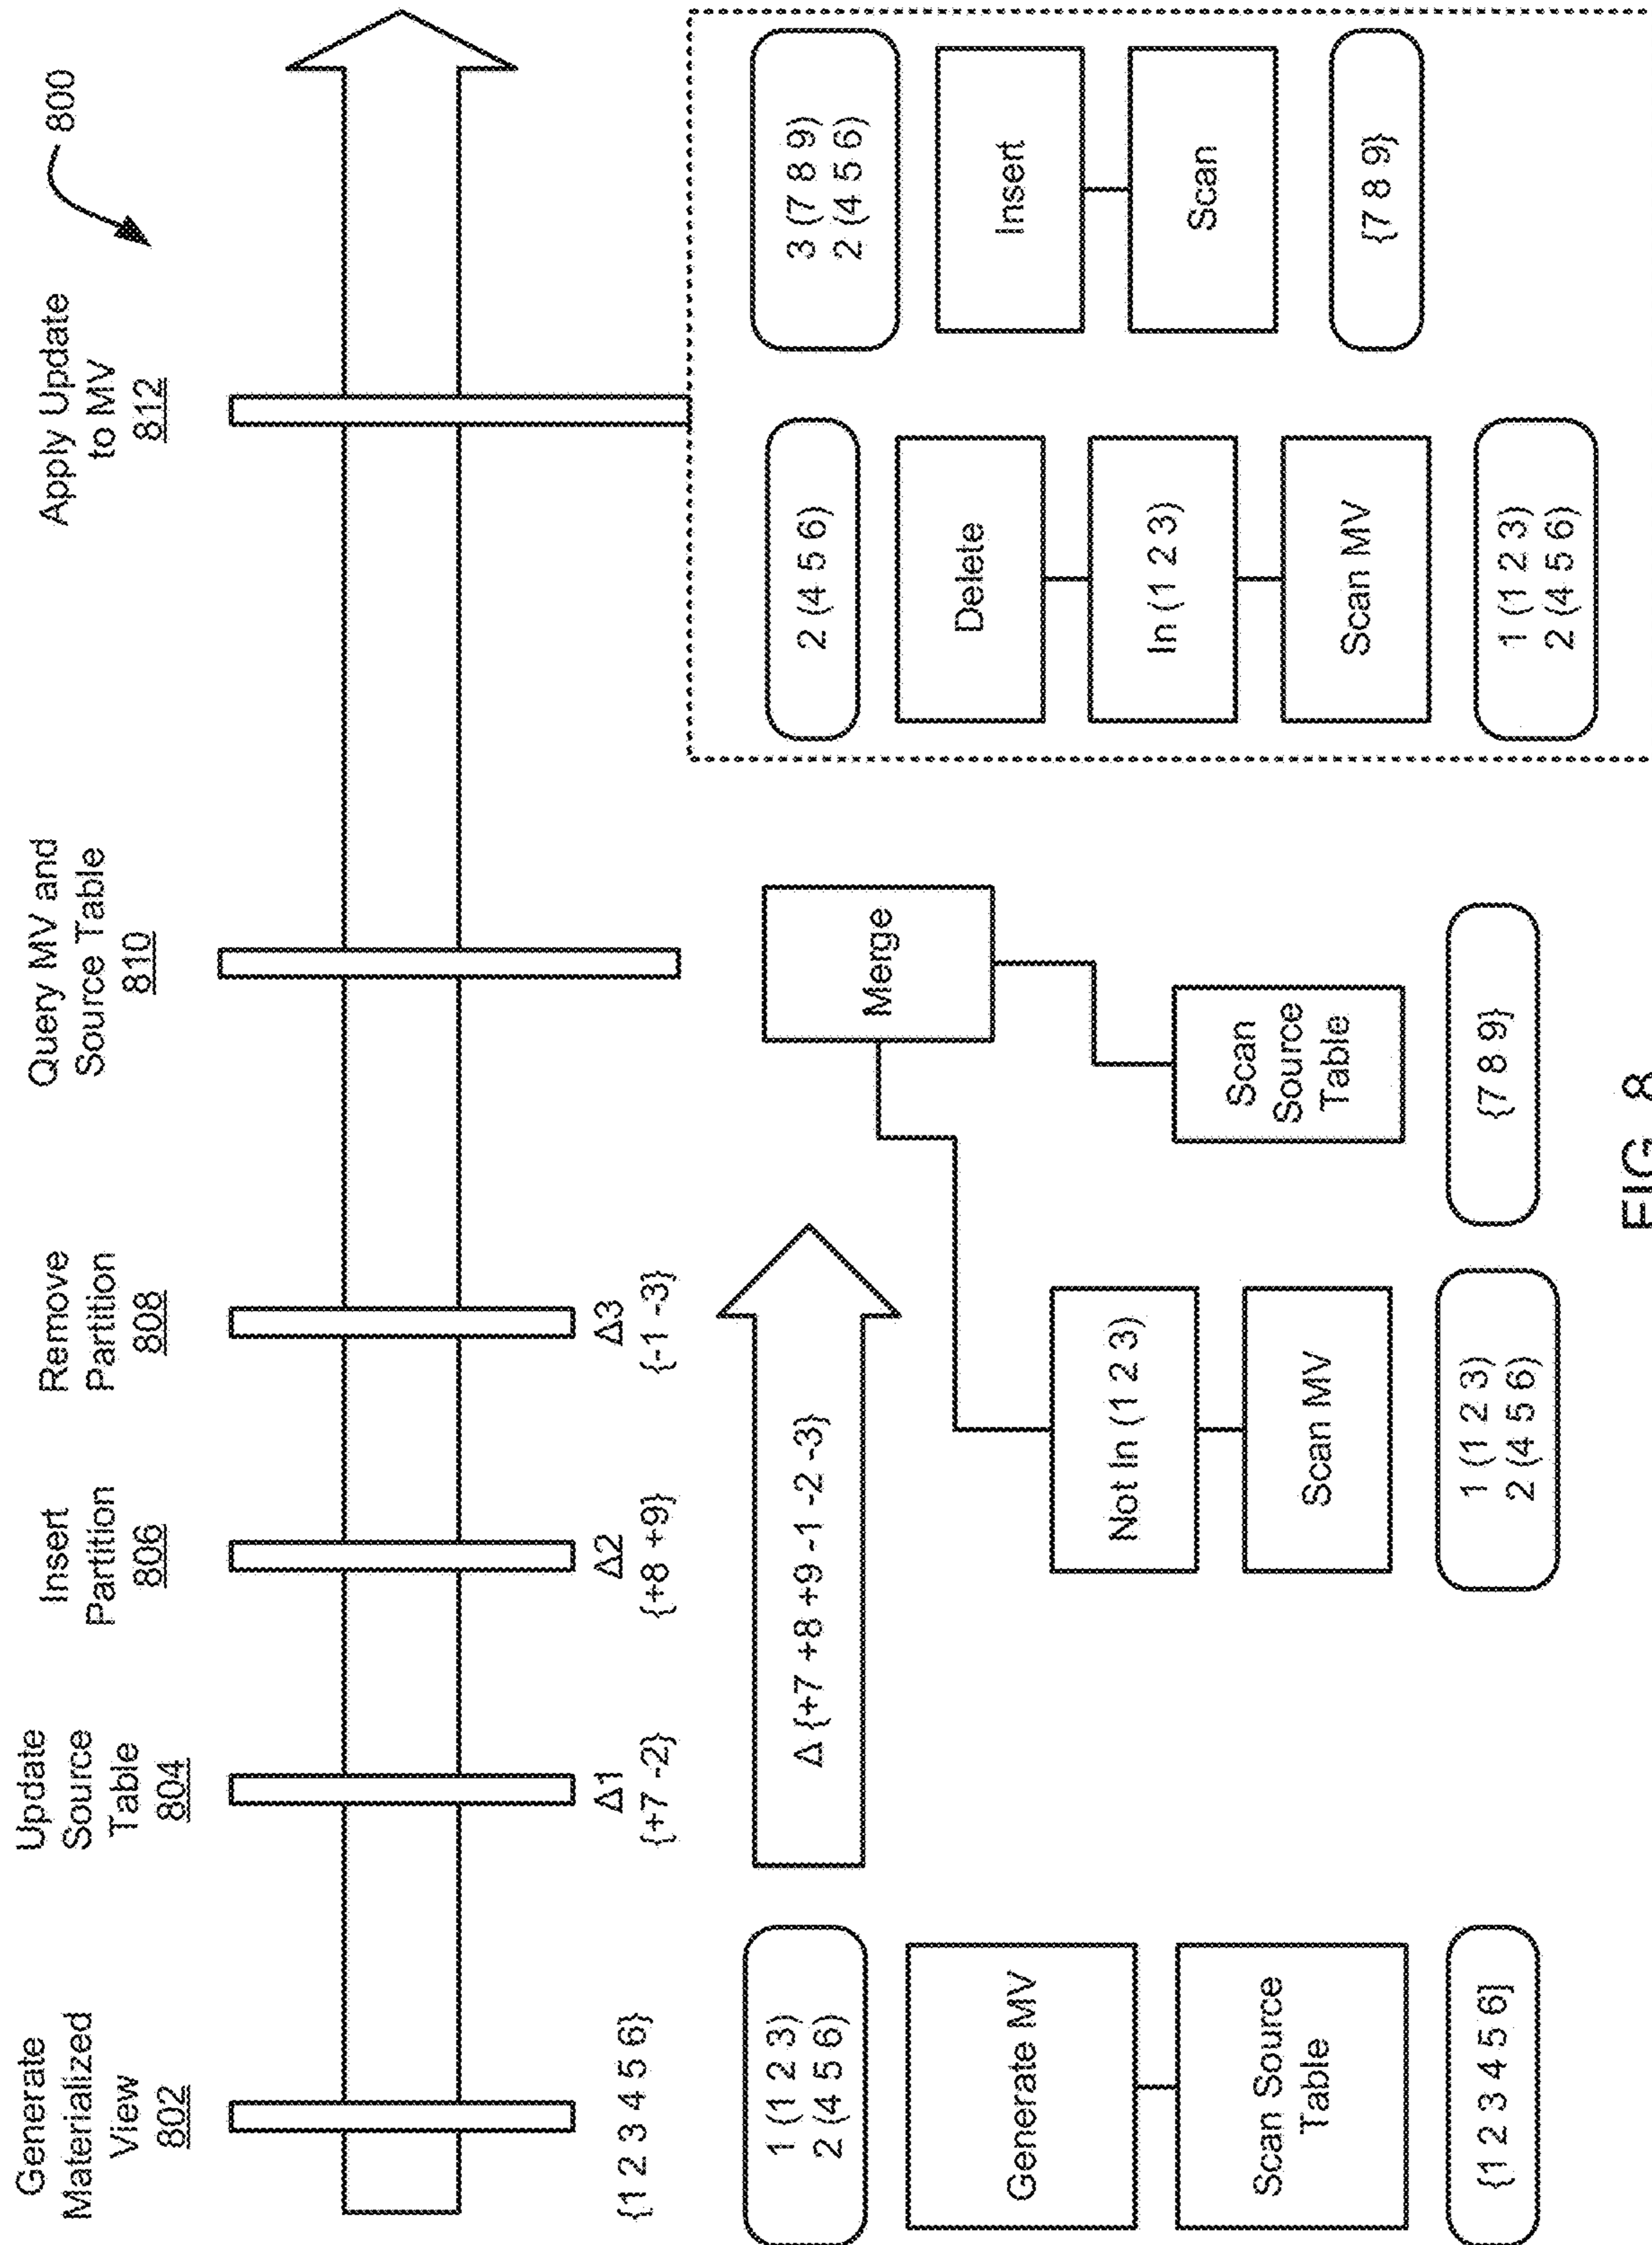 800
Generate
Materialized
View
802
Update
Source
Table
804
Insert
Partition
806
Remove
Partition
808
Query MV and
Source Table
810
Apply Update
to MV
812
{1 2 3 4 5 6}
Δ1
{+7 -2}
Δ2
{+8 +9}
Δ3
{-1 -3}
1 (1 2 3)
2 (4 5 6)
Generate MV
Scan Source
Table
{1 2 3 4 5 6]
Δ {+7 +8 +9 -1 -2 -3}
Merge
Not In (1 2 3)
Scan MV
1 (1 2 3)
2 (4 5 6)
Scan
Source
Table
{7 8 9}
2 (4 5 6)
Delete
In (1 2 3)
Scan MV
1 (1 2 3)
2 (4 5 6)
3 (7 8 9)
2 (4 5 6)
Insert
Scan
{7 8 9}
FIG. 8